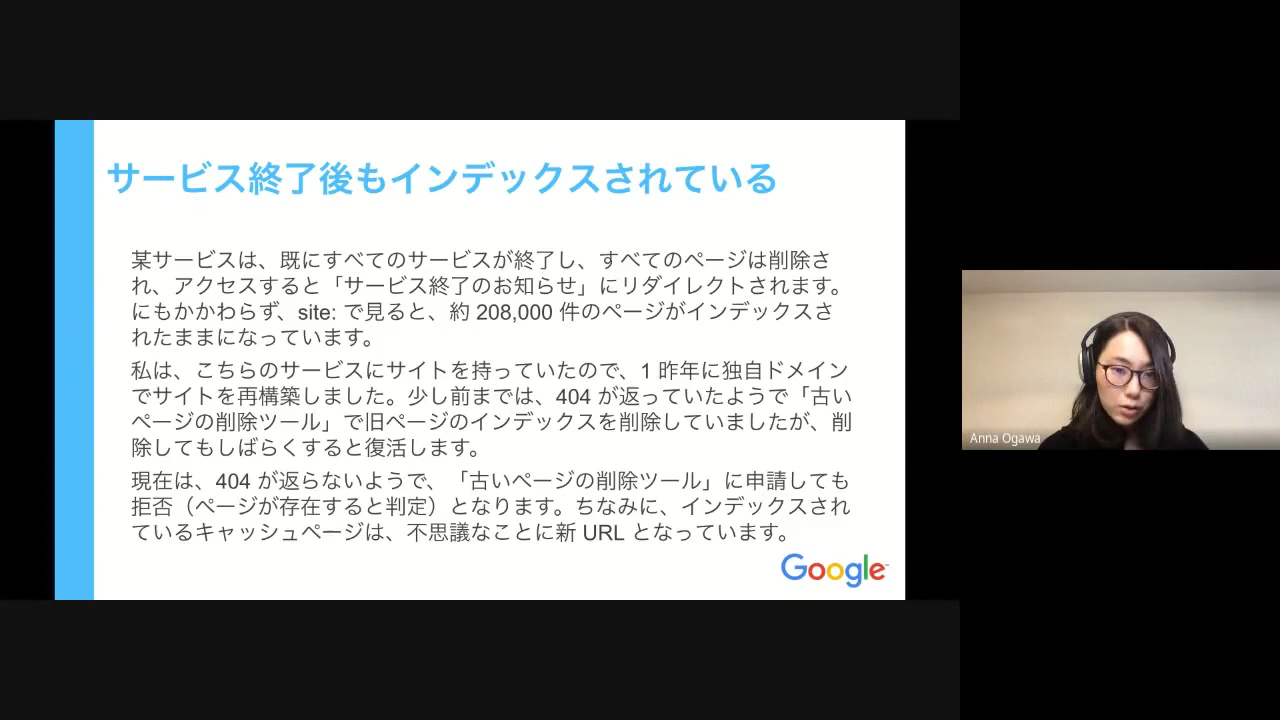 サービス終了後もインデックスされている
某サービスは、既にすべてのサービスが終了し、すべてのページは削除さ
れ、アクセスすると「サービス終了のお知らせ」にリダイレクトされます。
にもかかわらず、site: で見ると、約 208,000 件のページがインデックスさ
れたままになっています。
私は、こちらのサービスにサイトを持っていたので、1 昨年に独自ドメイン
でサイトを再構築しました。少し前までは、404 が返っていたようで「古い
ページの削除ツール」で旧ページのインデックスを削除していましたが、削
除してもしばらくすると復活します。
現在は、404 が返らないようで、「古いページの削除ツール」に申請しても
拒否（ページが存在すると判定）となります。ちなみに、インデックスされ
ているキャッシュページは、不思議なことに新 URL となっています。
Google
Anna Ogawa